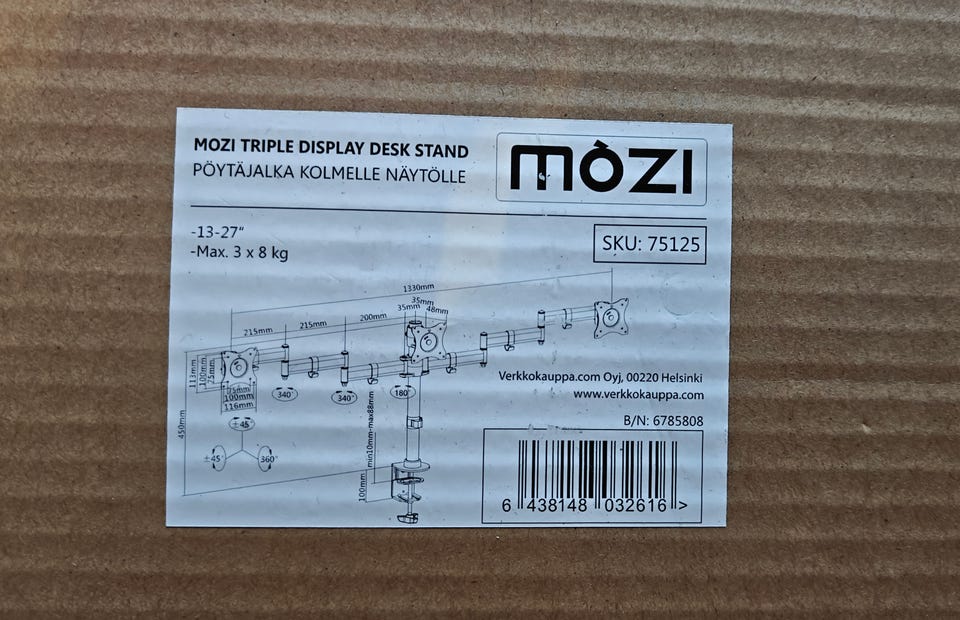 MOZI TRIPLE DISPLAY DESK STAND
PÖYTÄJALKA KOLMELLE NÄYTÖLLE
mòzi
-13-27“
-Max. 3 x 8 kg
SKU: 75125
1330mm
35mm
35mm
48mm
200mm
215mm
215mm
113mm
100mm
75mm
75mm
100mm
116mm
340°
340°
180°
450mm
min10mm-max88mm
100mm
±45°
±45°
360°
Verkkokauppa.com Oyj, 00220 Helsinki
www.verkkokauppa.com
B/N: 6785808
6 438148 032616 >